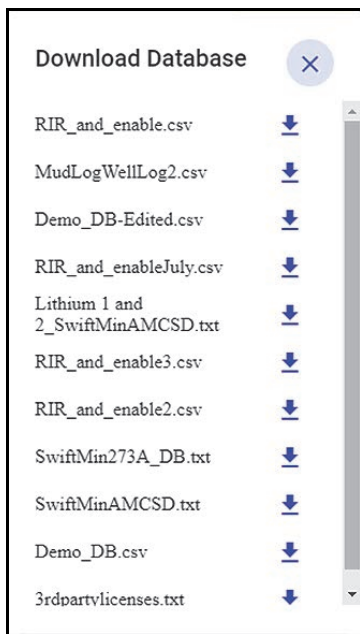 Download Database
RIR_and_enable.csv
MudLogWellLog2.csv
Demo_DB-Edited.csv
RIR_and_enableJuly.csv
Lithium 1 and
2_SwiftMinAMCSD.txt
RIR_and_enable3.csv
RIR_and_enable2.csv
SwiftMin273A_DB.txt
SwiftMinAMCSD.txt
Demo_DB.csv
3rdpartylicenses.txt